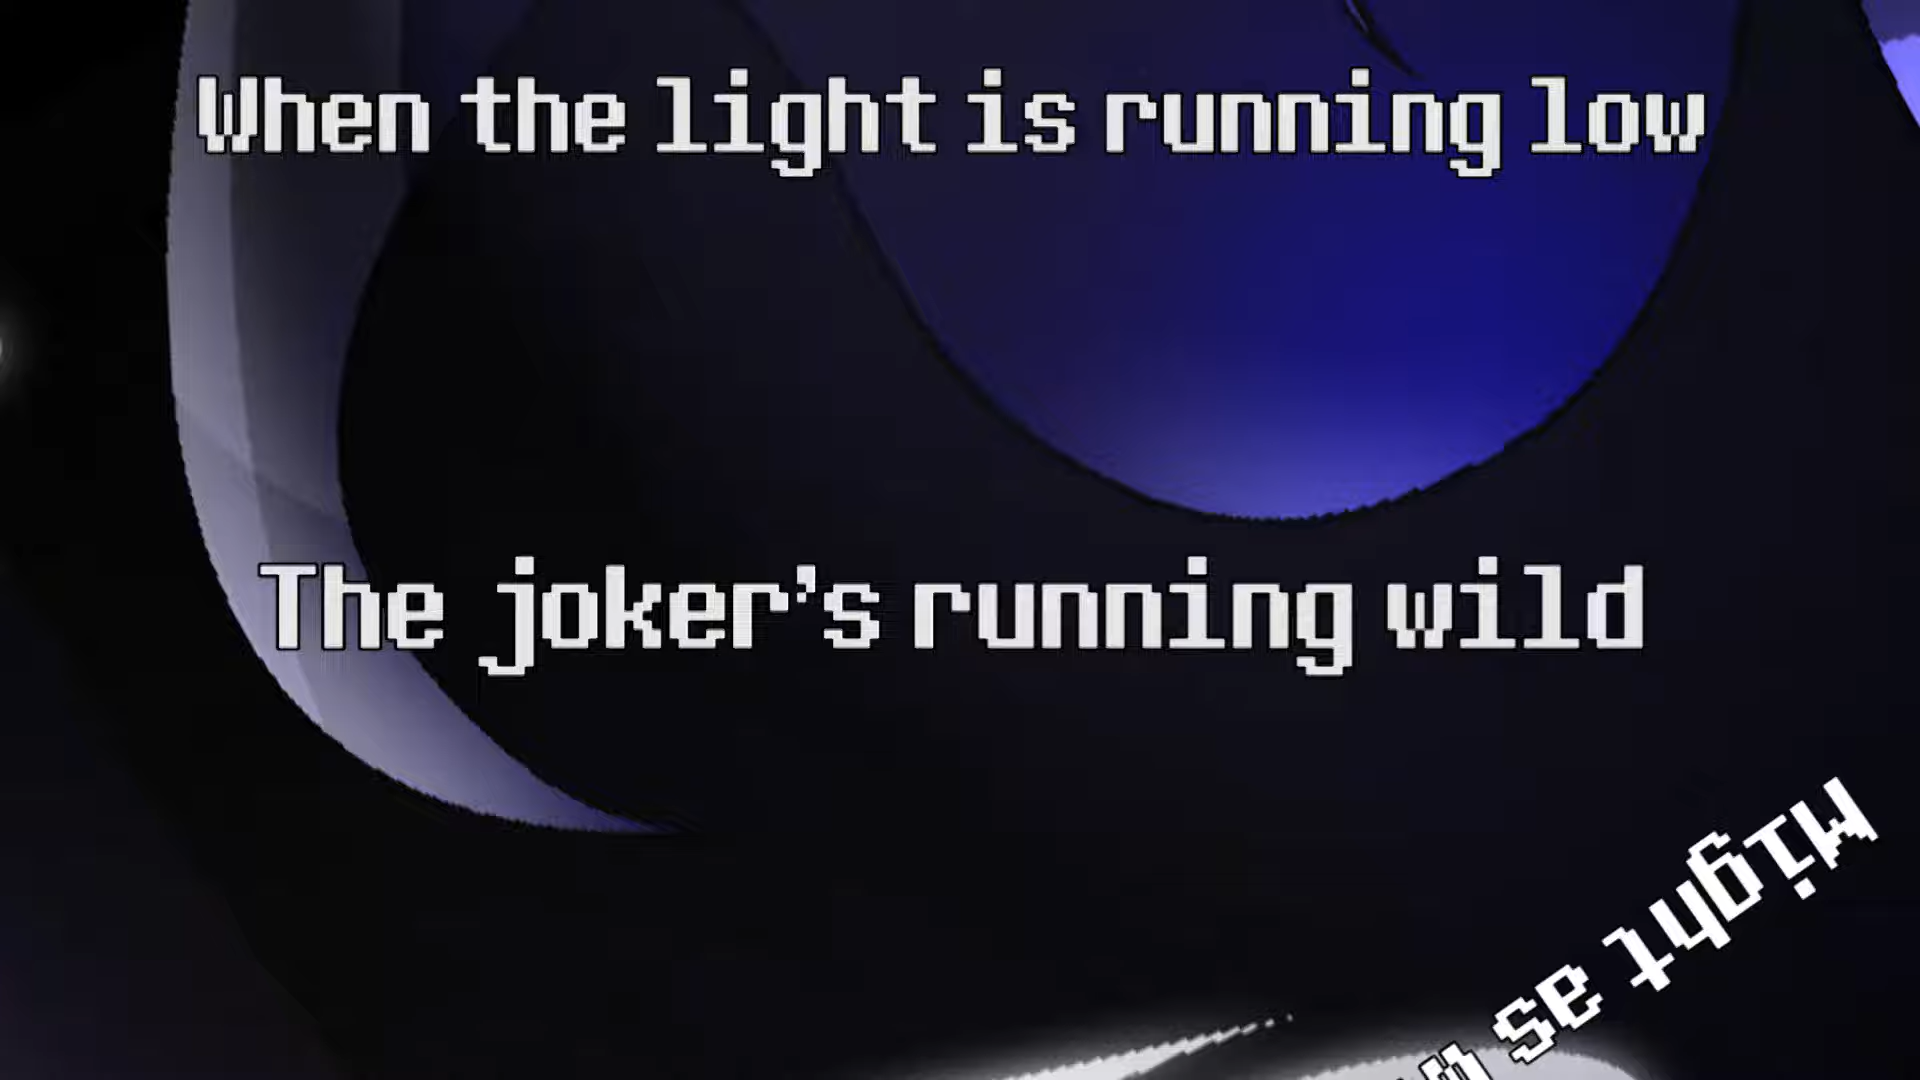 When the light is running low
The joker's running wild
Might as